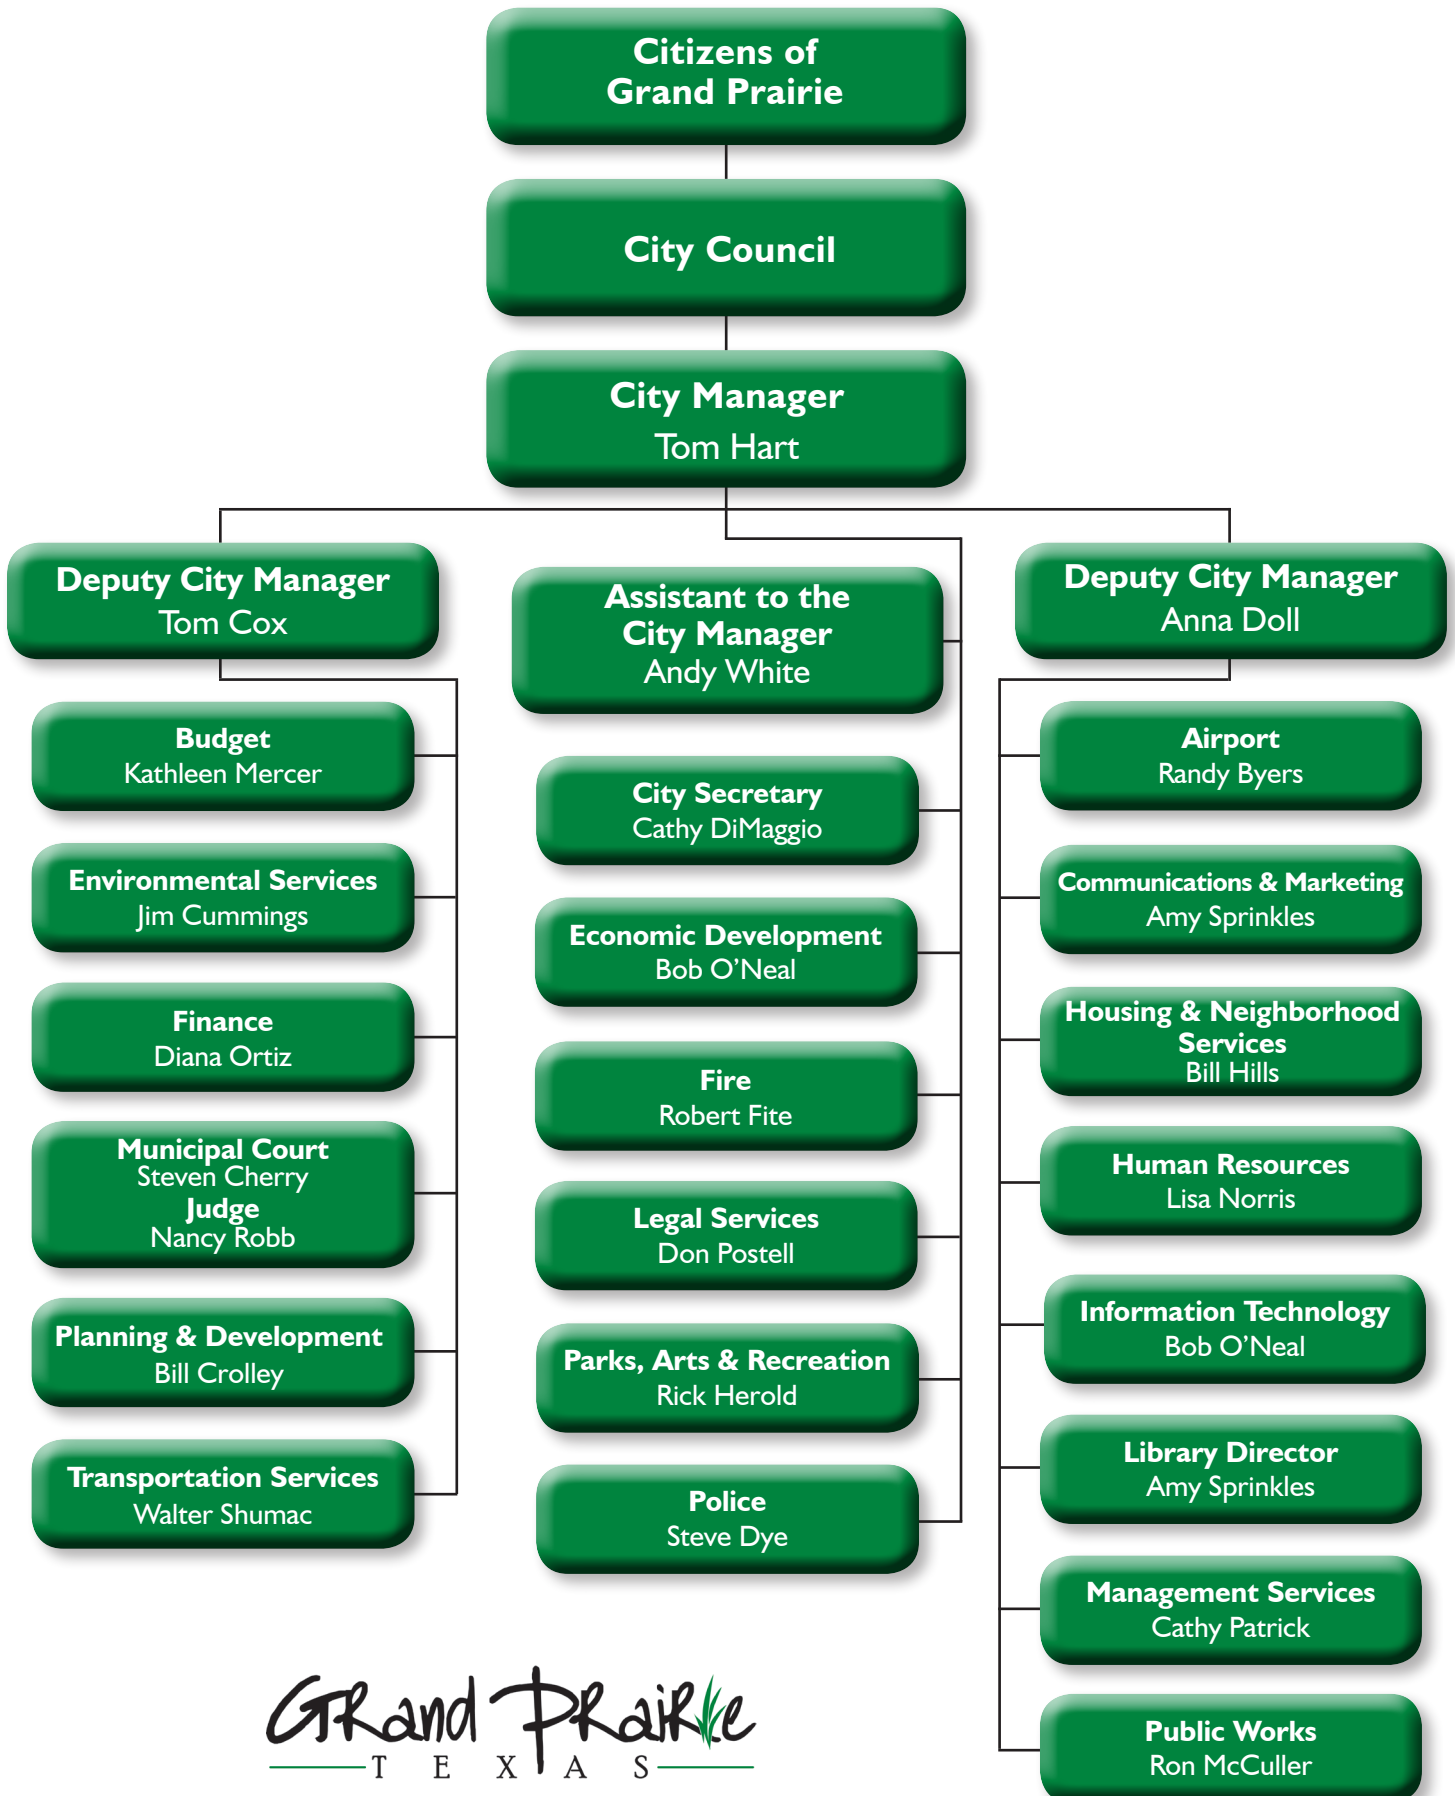 Citizens of
Grand Prairie
City Council
City Manager
Tom Hart
Deputy City Manager
Tom Cox
Budget
Kathleen Mercer
Environmental Services
Jim Cummings
Finance
Diana Ortiz
Municipal Court
Steven Cherry
Judge
Nancy Robb
Planning & Development
Bill Crolley
Transportation Services
Walter Shumac
Assistant to the
City Manager
Andy White
City Secretary
Cathy DiMaggio
Economic Development
Bob O’Neal
Fire
Robert Fite
Legal Services
Don Postell
Parks, Arts & Recreation
Rick Herold
Police
Steve Dye
Deputy City Manager
Anna Doll
Airport
Randy Byers
Communications & Marketing
Amy Sprinkles
Housing & Neighborhood
Services
Bill Hills
Human Resources
Lisa Norris
Information Technology
Bob O’Neal
Library Director
Amy Sprinkles
Management Services
Cathy Patrick
Public Works
Ron McCuller
Grand Prairie
TEXAS